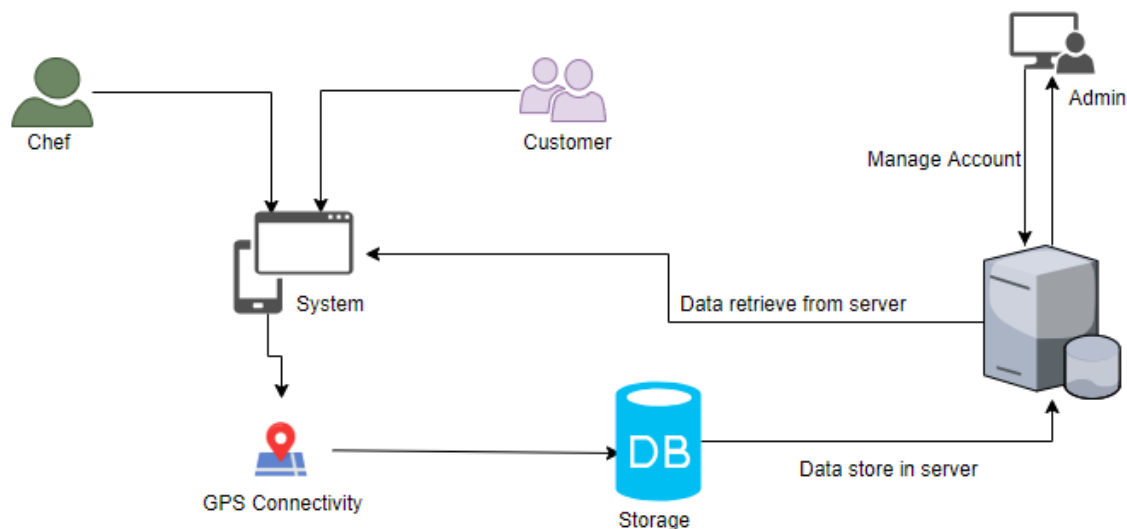 Chef
Customer
Admin
Manage Account
System
Data retrieve from server
DB
GPS Connectivity
Data store in server
Storage